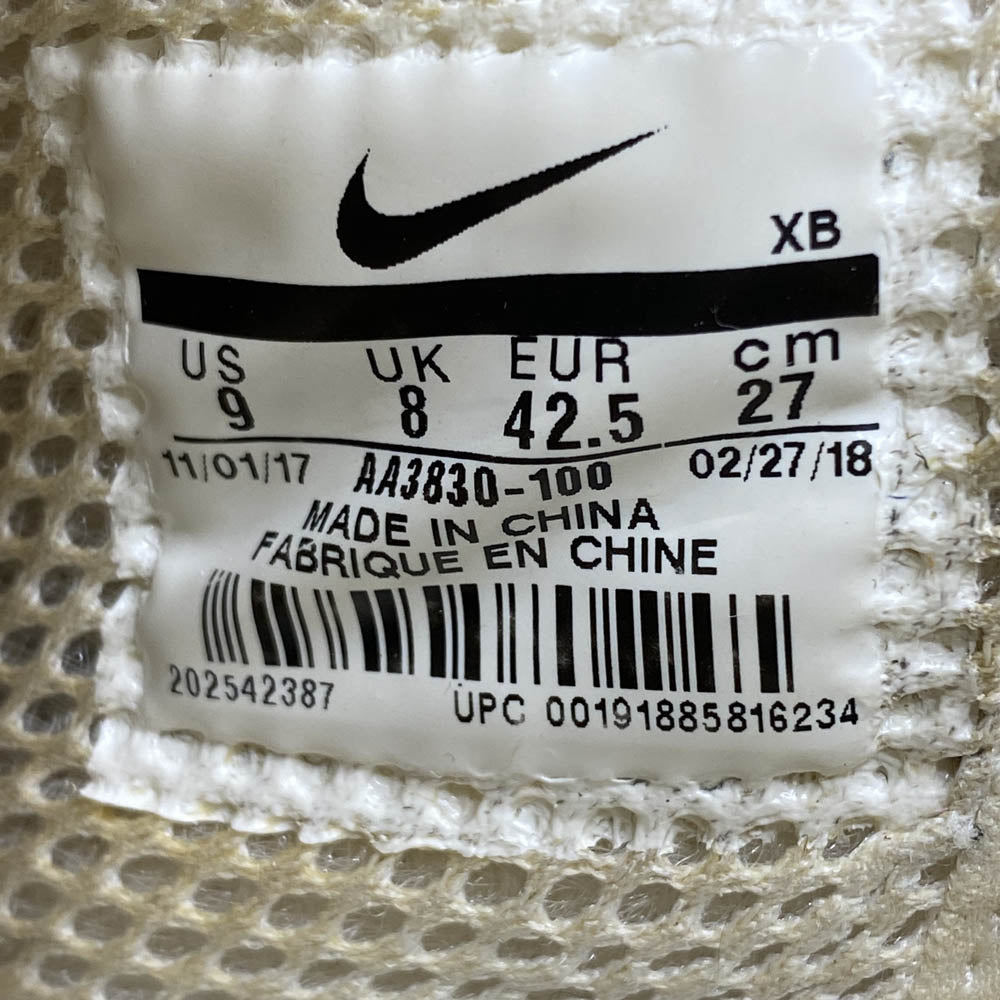 XB
US UK EUR cm
9 8 42.5 27
11/01/17 AA3830-100 02/27/18
MADE IN CHINA
FABRIQUE EN CHINE
202542387 UPC 00191885816234